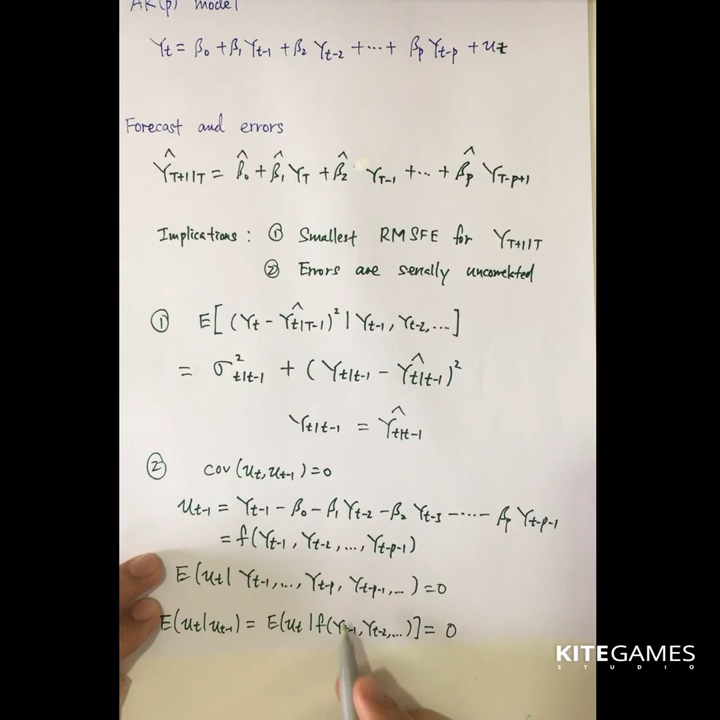 AR(p) model
Yt = β0 + β1 Yt-1 + β2 Yt-2 + ... + βp Yt-p + ut
Forecast and errors
ŶT+1|T = β̂0 + β̂1 YT + β̂2 YT-1 + ... + β̂p YT-p+1
Implications : ① Smallest RMSFE for YT+1|T
② Errors are serially uncorrelated
① E[ (Yt - Ŷt|T-1)² | Yt-1, Yt-2, ... ]
= σ²t|t-1 + ( Yt|t-1 - Ŷt|t-1 )²
Yt|t-1 = Ŷt|t-1
② cov(ut, ut-1) = 0
ut-1 = Yt-1 - β0 - β1 Yt-2 - β2 Yt-3 - ... - βp Yt-p-1
= f(Yt-1, Yt-2, ..., Yt-p-1)
E(ut | Yt-1, ..., Yt-p, Yt-p-1, ...) = 0
E(ut|ut-1) = E(ut | f(Yt-1, Yt-2, ...)] = 0
KITEGAMES
STUDIO